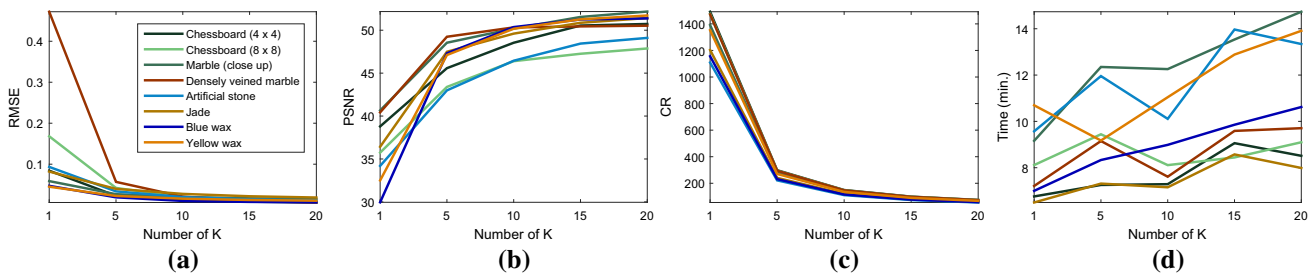 RMSE
0.4
0.3
0.2
0.1
1
5
10
15
20
Number of K
Chessboard (4 x 4)
Chessboard (8 x 8)
Marble (close up)
Densely veined marble
Artificial stone
Jade
Blue wax
Yellow wax
(a)
PSNR
50
45
40
35
30
1
5
10
15
20
Number of K
(b)
CR
1400
1200
1000
800
600
400
200
1
5
10
15
20
Number of K
(c)
Time (min.)
14
12
10
8
1
5
10
15
20
Number of K
(d)